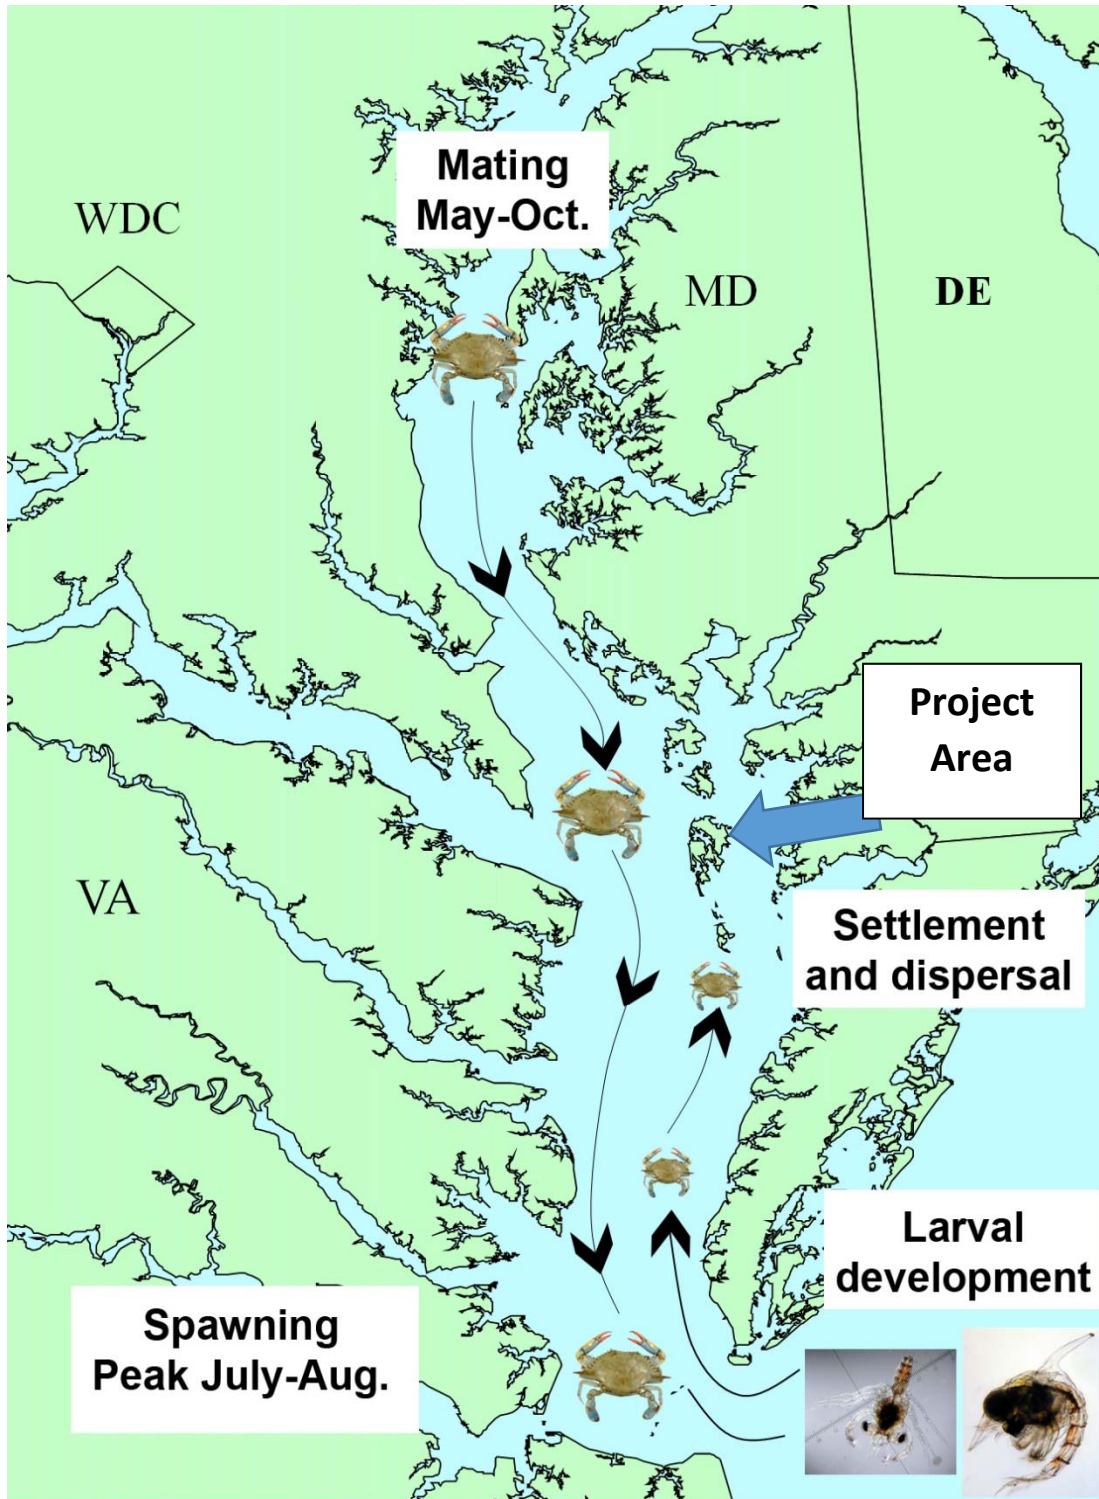 Mating
May-Oct.
WDC
MD
DE
Project
Area
VA
Settlement
and dispersal
Larval
development
Spawning
Peak July-Aug.